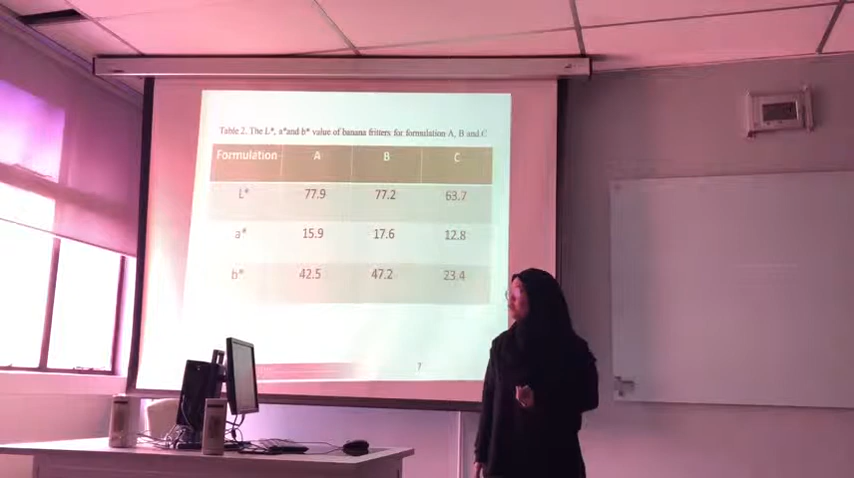 Table 2. The L*, a*and b* value of banana fritters for formulation A, B and C
Formulation A B C
L* 77.9 77.2 63.7
a* 15.9 17.6 12.8
b* 42.5 47.2 23.4
7